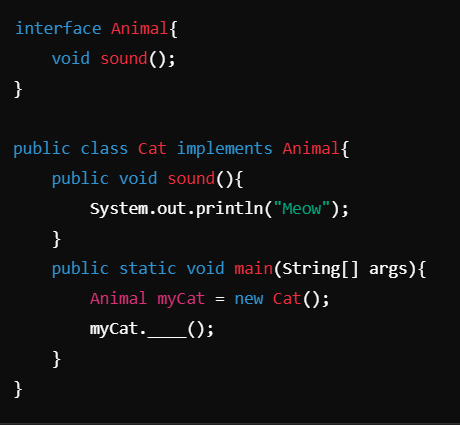 interface Animal{
    void sound();
}

public class Cat implements Animal{
    public void sound(){
        System.out.println("Meow");
    }
    public static void main(String[] args){
        Animal myCat = new Cat();
        myCat.____();
    }
}